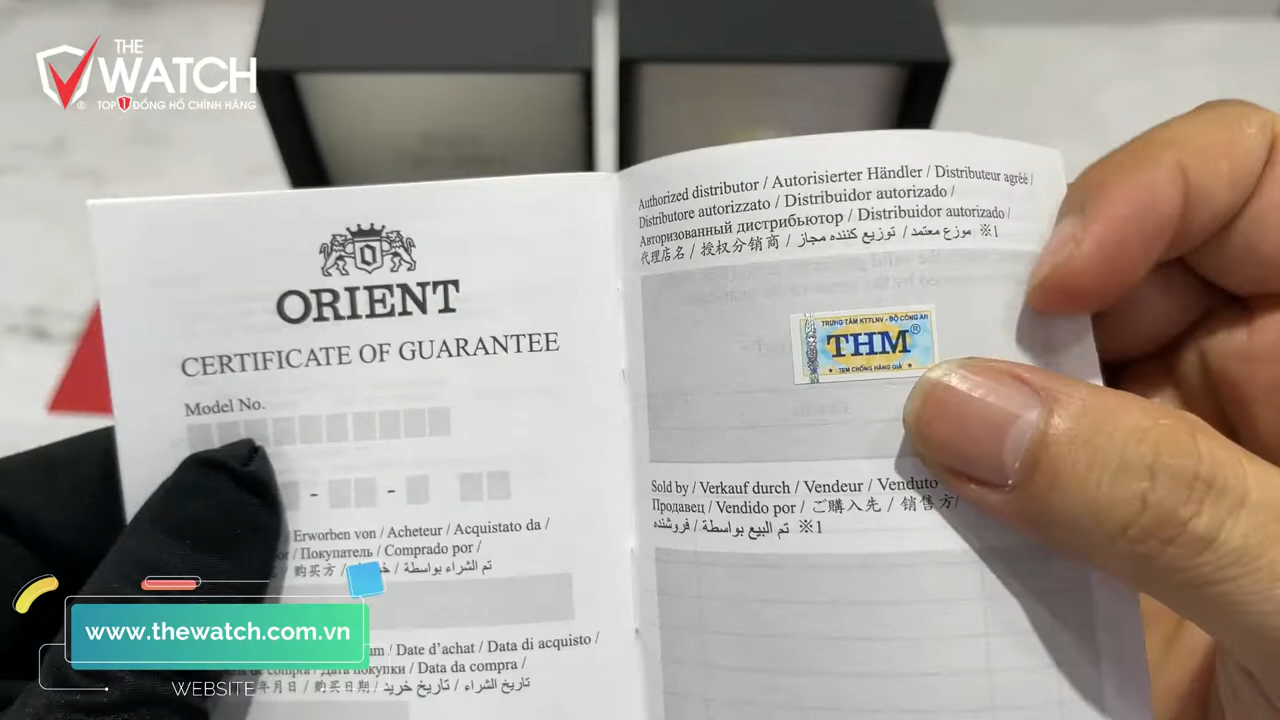 THE
WATCH
®
TOP 1 ĐỒNG HỒ CHÍNH HÃNG
ORIENT
CERTIFICATE OF GUARANTEE
Model No.
- -
Erworben von / Acheteur / Acquistato da /
/ Покупатель / Comprado por /
购买方 / تم الشراء بواسطة /
/ Date d'achat / Data di acquisto /
Дата покупки / Data da compra /
年月日 / 购买日期 / تاريخ الشراء / تاريخ خرید
Authorized distributor / Autorisierter Händler / Distributeur agréé /
Distributore autorizzato / Distribuidor autorizado /
Авторизованный дистрибьютор / Distribuidor autorizado /
代理店名 / 授权分销商 / موزع معتمد / توزیع کننده مجاز ※1
TRUNG TÂM KTTLNV - BỘ CÔNG AN
THM®
★ TEM CHỐNG HÀNG GIẢ ★
Sold by / Verkauf durch / Vendeur / Venduto
Продавец / Vendido por / ご購入先 / 销售方/
تم البيع بواسطة / فروشنده ※1
www.thewatch.com.vn
WEBSITE